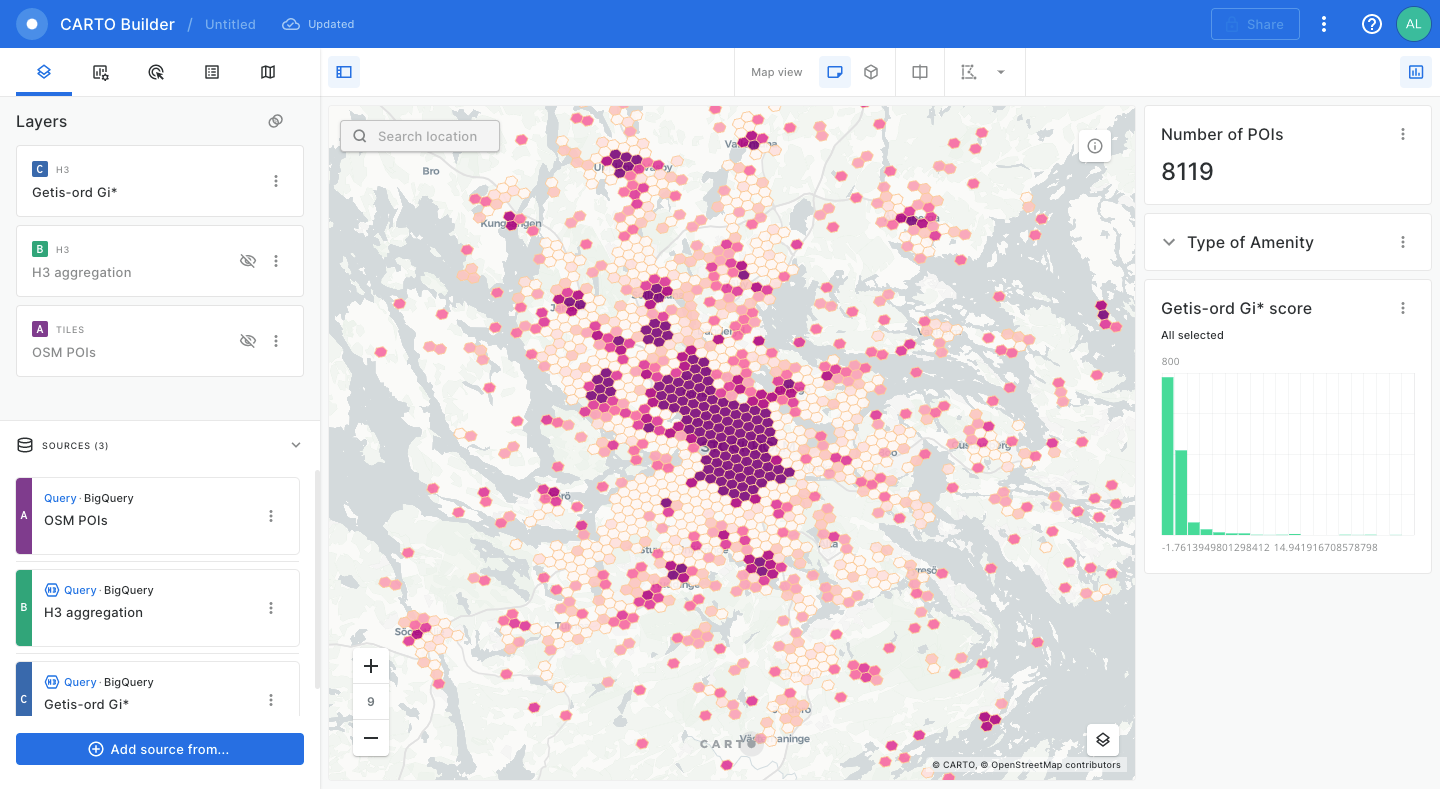 CARTO Builder / Untitled Updated
Share
AL
Map view
Layers
C H3
Getis-ord Gi*
B H3
H3 aggregation
A TILES
OSM POIs
SOURCES (3)
A
Query · BigQuery
OSM POIs
B
Query · BigQuery
H3 aggregation
C
Query · BigQuery
Getis-ord Gi*
Add source from...
Search location
Bro
9
CARTO
© CARTO, © OpenStreetMap contributors
Number of POIs
8119
Type of Amenity
Getis-ord Gi* score
All selected
800
-1.7613949801298412 14.941916708578798